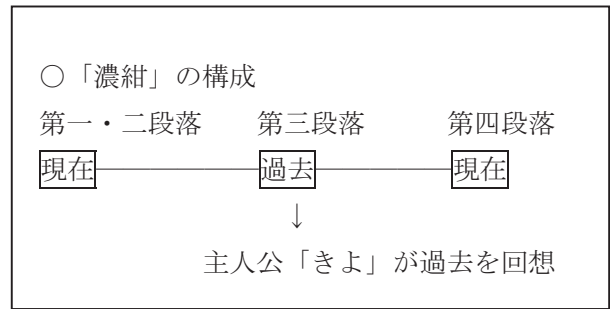 ○「濃紺」の構成
第一・二段落　　第三段落　　第四段落
現在――――――過去―――――現在
↓
主人公「きよ」が過去を回想